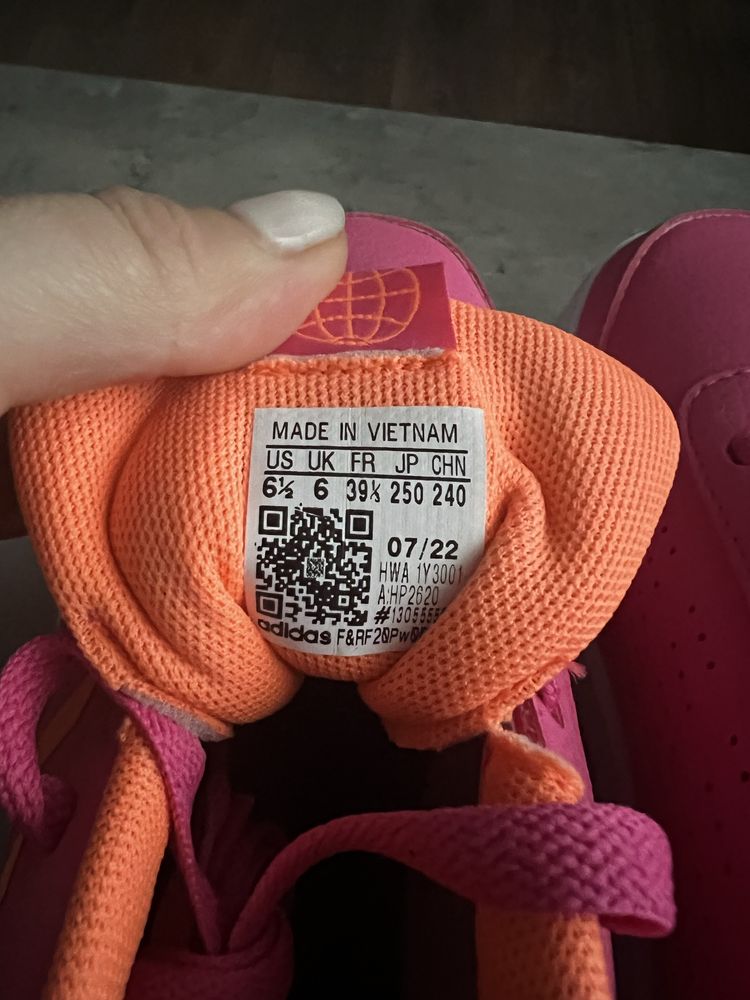 MADE IN VIETNAM
US UK FR JP CHN
6½ 6 39⅓ 250 240
07/22
HWA 1Y3001
A:HP2620
adidas